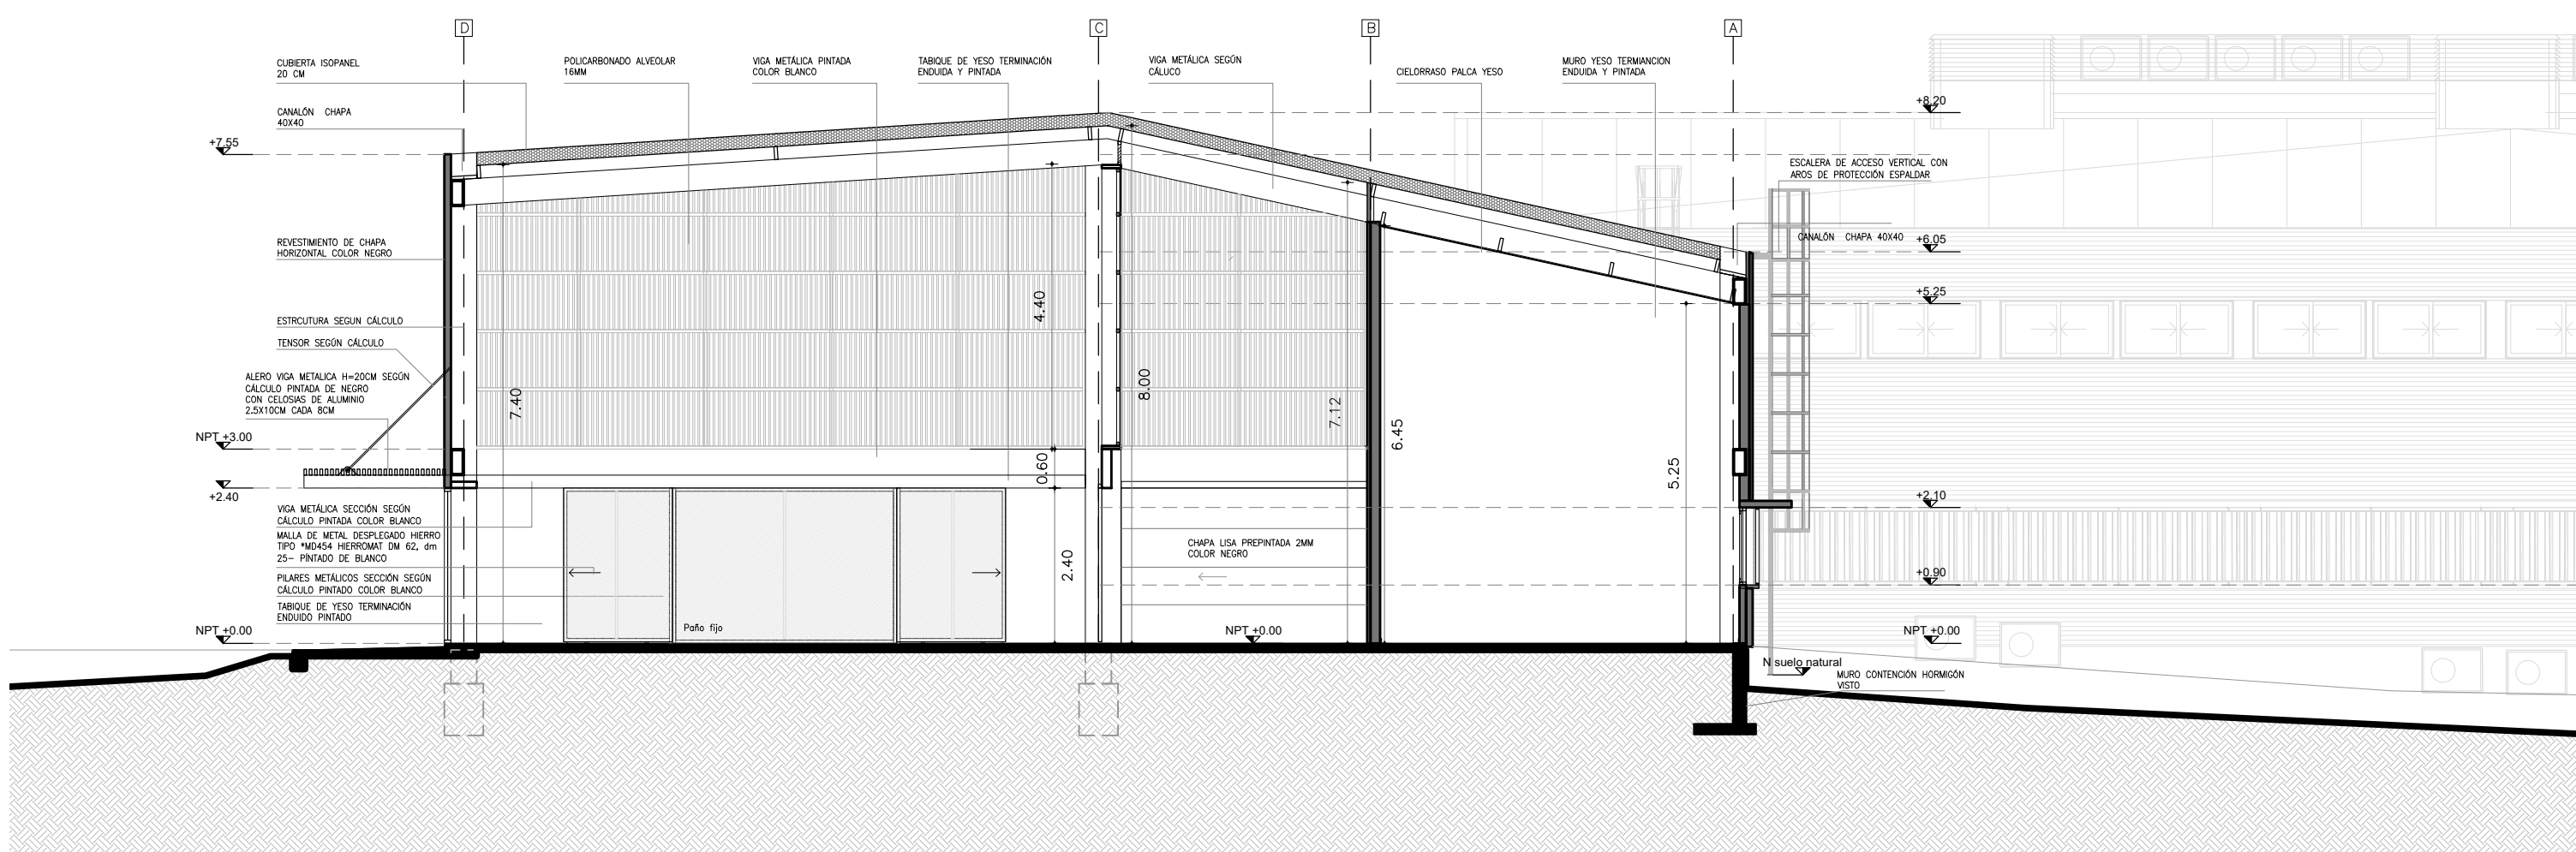 D
C
B
A
CUBIERTA ISOPANEL
20 CM
POLICARBONADO ALVEOLAR
16MM
VIGA METÁLICA PINTADA
COLOR BLANCO
TABIQUE DE YESO TERMINACIÓN
ENDUIDA Y PINTADA
VIGA METÁLICA SEGÚN
CÁLUCO
CIELORRASO PALCA YESO
MURO YESO TERMIANCION
ENDUIDA Y PINTADA
CANALÓN CHAPA
40X40
+8.20
+7.55
ESCALERA DE ACCESO VERTICAL CON
AROS DE PROTECCIÓN ESPALDAR
REVESTIMIENTO DE CHAPA
HORIZONTAL COLOR NEGRO
CANALÓN CHAPA 40X40
+6.05
+5.25
4.40
ESTRCUTURA SEGUN CÁLCULO
TENSOR SEGÚN CÁLCULO
ALERO VIGA METALICA H=20CM SEGÚN
CÁLCULO PINTADA DE NEGRO
CON CELOSIAS DE ALUMINIO
2.5X10CM CADA 8CM
7.40
8.00
7.12
6.45
5.25
NPT +3.00
0.60
+2.40
+2.10
VIGA METÁLICA SECCIÓN SEGÚN
CÁLCULO PINTADA COLOR BLANCO
MALLA DE METAL DESPLEGADO HIERRO
TIPO *MD454 HIERROMAT DM 62, dm
25- PÍNTADO DE BLANCO
CHAPA LISA PREPINTADA 2MM
COLOR NEGRO
2.40
+0.90
PILARES METÁLICOS SECCIÓN SEGÚN
CÁLCULO PINTADO COLOR BLANCO
TABIQUE DE YESO TERMINACIÓN
ENDUIDO PINTADO
Paño fijo
NPT +0.00
NPT +0.00
NPT +0.00
N suelo natural
MURO CONTENCIÓN HORMIGÓN
VISTO